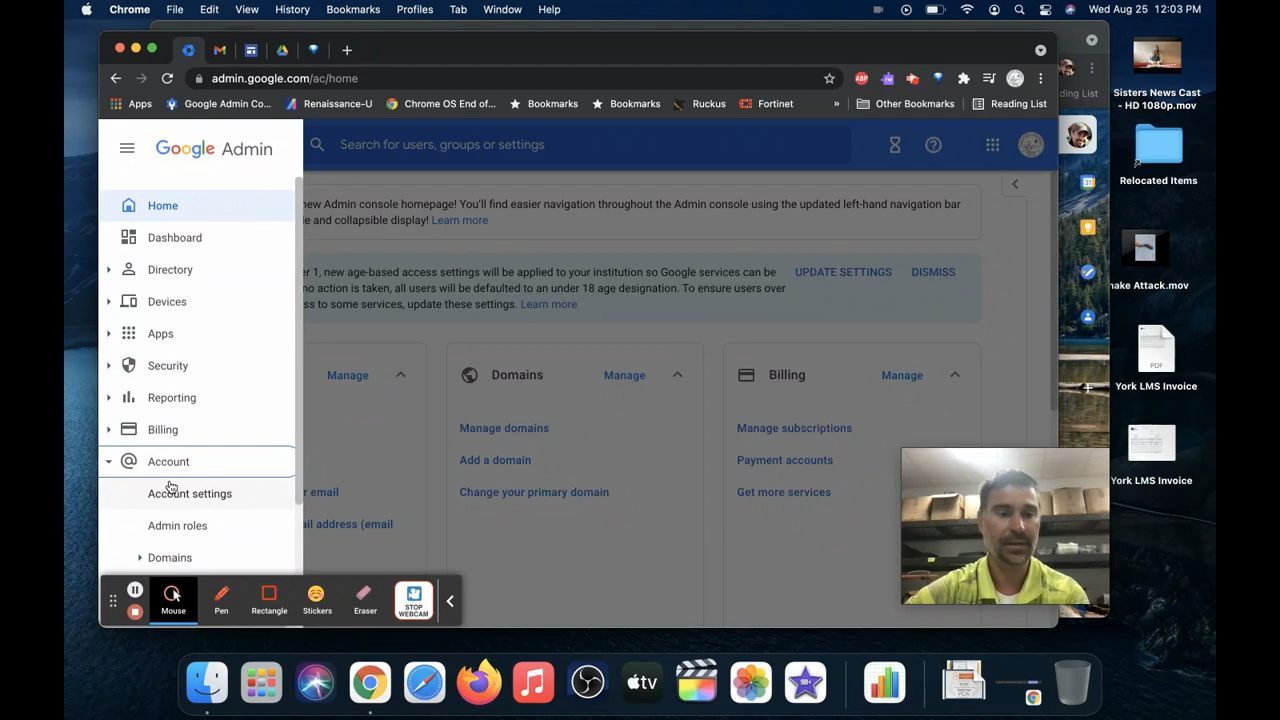 Chrome File Edit View History Bookmarks Profiles Tab Window Help Wed Aug 25 12:03 PM
admin.google.com/ac/home
ABP
Apps Google Admin Co... Renaissance-U Chrome OS End of... Bookmarks Bookmarks Ruckus Fortinet » Other Bookmarks Reading List
ding List
Google Admin
Search for users, groups or settings
Home
Dashboard
Directory
Devices
Apps
Security
Reporting
Billing
Account
Account settings
Admin roles
Domains
new Admin console homepage! You'll find easier navigation throughout the Admin console using the updated left-hand navigation bar
e and collapsible display! Learn more
er 1, new age-based access settings will be applied to your institution so Google services can be
no action is taken, all users will be defaulted to an under 18 age designation. To ensure users over
ess to some services, update these settings. Learn more
UPDATE SETTINGS DISMISS
Manage
r email
ail address (email
Domains Manage
Manage domains
Add a domain
Change your primary domain
Billing Manage
Manage subscriptions
Payment accounts
Get more services
Mouse Pen Rectangle Stickers Eraser
STOP
WEBCAM
Sisters News Cast
- HD 1080p.mov
Relocated Items
nake Attack.mov
PDF
York LMS Invoice
York LMS Invoice
tv